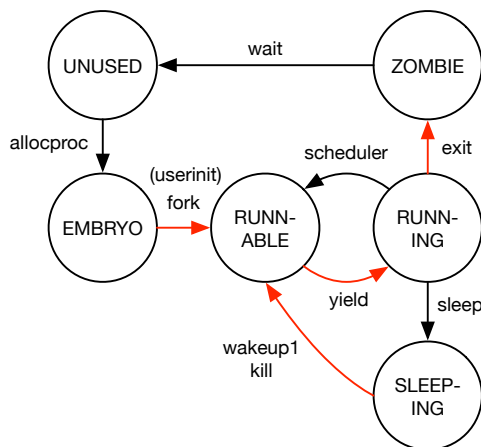 wait
UNUSED
ZOMBIE
allocproc
exit
scheduler
(userinit)
fork
EMBRYO
RUNN-
ABLE
RUNN-
ING
yield
sleep
wakeup1
kill
SLEEP-
ING